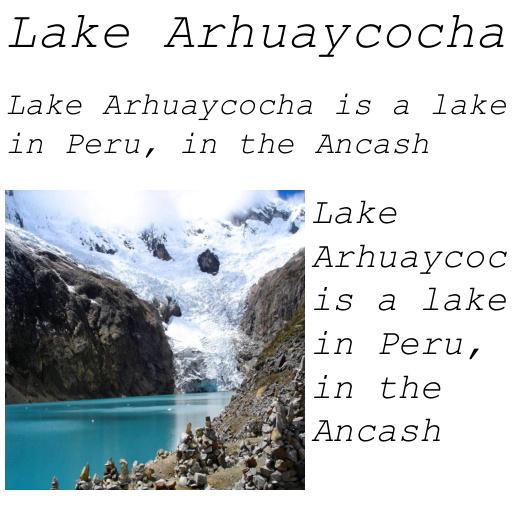 Lake Arhuaycocha
Lake Arhuaycocha is a lake
in Peru, in the Ancash
Lake
Arhuaycoc
is a lake
in Peru,
in the
Ancash